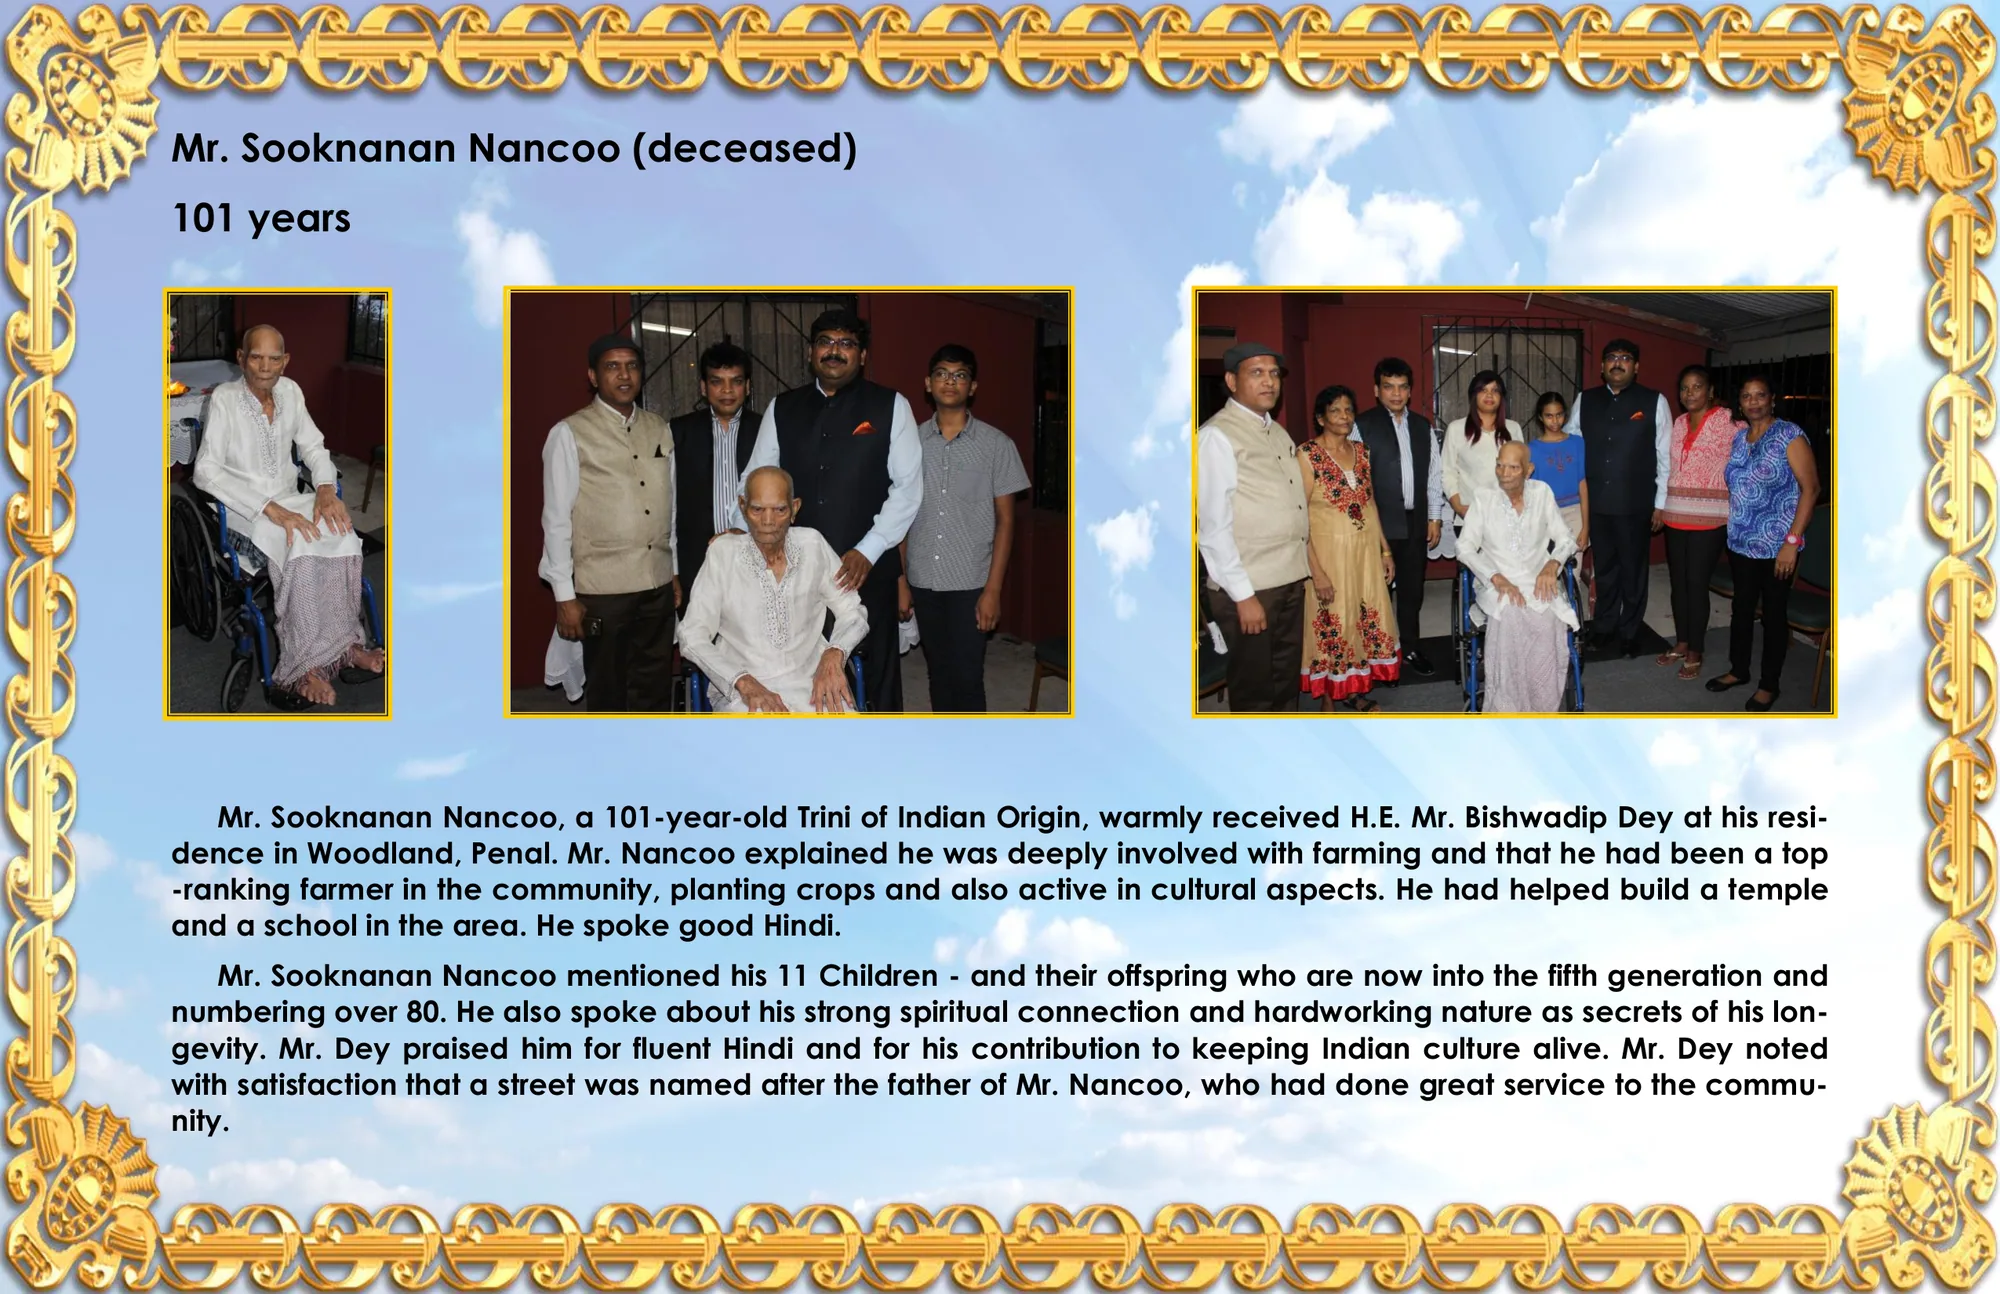 Mr. Sooknanan Nancoo (deceased)
101 years
Mr. Sooknanan Nancoo, a 101-year-old Trini of Indian Origin, warmly received H.E. Mr. Bishwadip Dey at his resi-
dence in Woodland, Penal. Mr. Nancoo explained he was deeply involved with farming and that he had been a top
-ranking farmer in the community, planting crops and also active in cultural aspects. He had helped build a temple
and a school in the area. He spoke good Hindi.
Mr. Sooknanan Nancoo mentioned his 11 Children - and their offspring who are now into the fifth generation and
numbering over 80. He also spoke about his strong spiritual connection and hardworking nature as secrets of his lon-
gevity. Mr. Dey praised him for fluent Hindi and for his contribution to keeping Indian culture alive. Mr. Dey noted
with satisfaction that a street was named after the father of Mr. Nancoo, who had done great service to the commu-
nity.